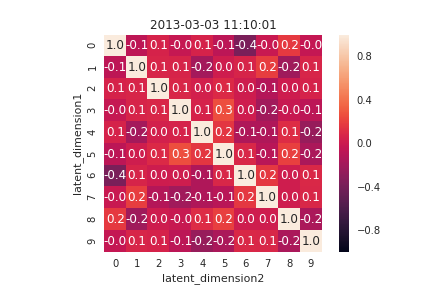 2013-03-03 11:10:01
latent_dimension1
0 1.0 -0.1 0.1 -0.0 0.1 -0.1 -0.4 -0.0 0.2 -0.0
1 -0.1 1.0 0.1 0.1 -0.2 0.0 0.1 0.2 -0.2 0.1
2 0.1 0.1 1.0 0.1 0.0 0.1 0.0 -0.1 0.0 0.1
3 -0.0 0.1 0.1 1.0 0.1 0.3 0.0 -0.2 -0.0 -0.1
4 0.1 -0.2 0.0 0.1 1.0 0.2 -0.1 -0.1 0.1 -0.2
5 -0.1 0.0 0.1 0.3 0.2 1.0 0.1 -0.1 0.2 -0.2
6 -0.4 0.1 0.0 0.0 -0.1 0.1 1.0 0.2 0.0 0.1
7 -0.0 0.2 -0.1 -0.2 -0.1 -0.1 0.2 1.0 0.0 0.1
8 0.2 -0.2 0.0 -0.0 0.1 0.2 0.0 0.0 1.0 -0.2
9 -0.0 0.1 0.1 -0.1 -0.2 -0.2 0.1 0.1 -0.2 1.0
0 1 2 3 4 5 6 7 8 9
latent_dimension2
0.8
0.4
0.0
-0.4
-0.8